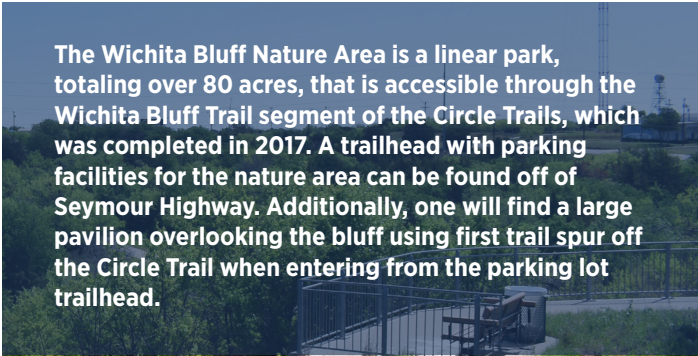 The Wichita Bluff Nature Area is a linear park,
totaling over 80 acres, that is accessible through the
Wichita Bluff Trail segment of the Circle Trails, which
was completed in 2017. A trailhead with parking
facilities for the nature area can be found off of
Seymour Highway. Additionally, one will find a large
pavilion overlooking the bluff using first trail spur off
the Circle Trail when entering from the parking lot
trailhead.